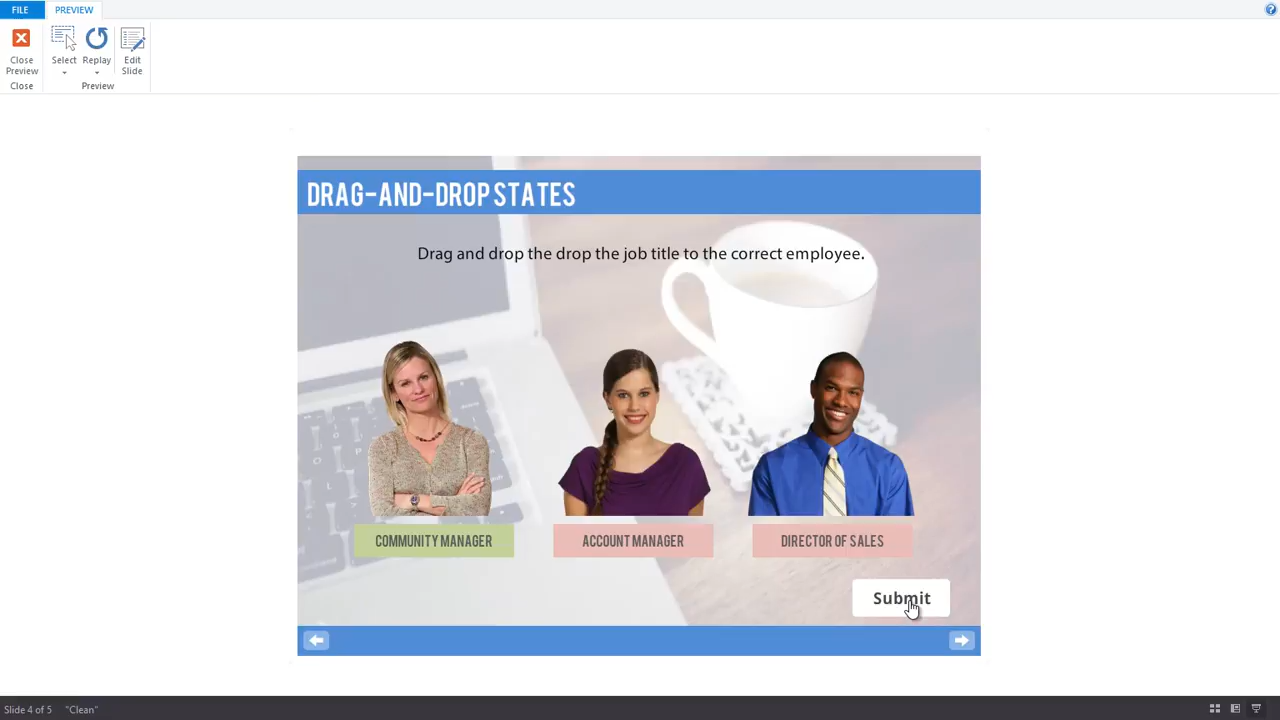 FILE
PREVIEW
Close Preview
Select
Replay
Edit Slide
Close
Preview
DRAG-AND-DROP STATES
Drag and drop the drop the job title to the correct employee.
COMMUNITY MANAGER
ACCOUNT MANAGER
DIRECTOR OF SALES
Submit
Slide 4 of 5
"Clean"